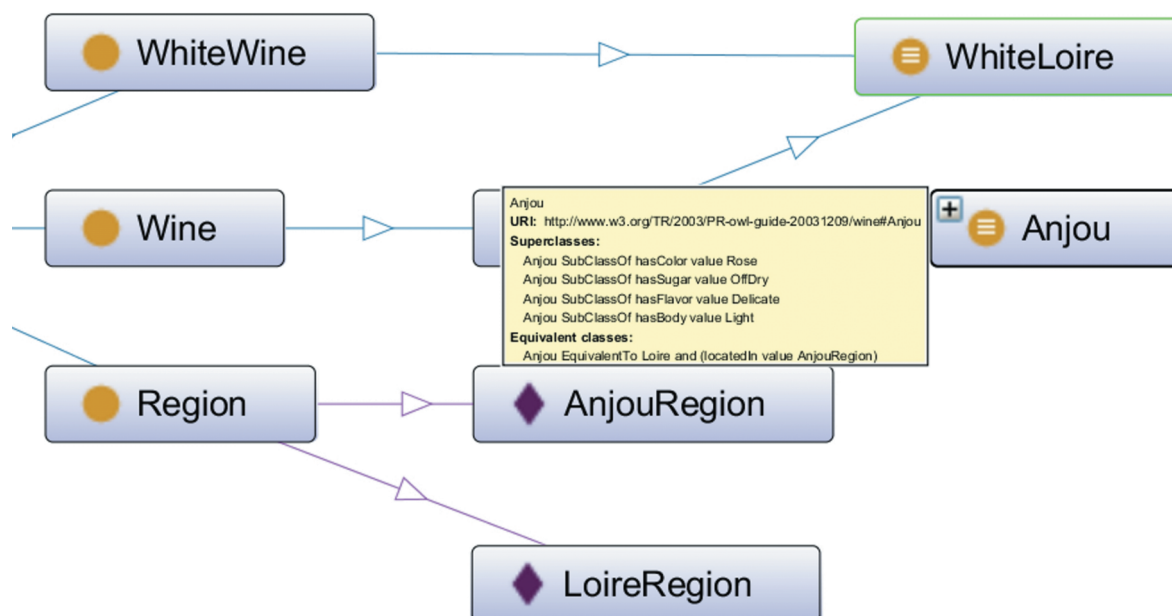 WhiteWine
WhiteLoire
Wine
Anjou
Anjou
URI: http://www.w3.org/TR/2003/PR-owl-guide-20031209/wine#Anjou
Superclasses:
Anjou SubClassOf hasColor value Rose
Anjou SubClassOf hasSugar value OffDry
Anjou SubClassOf hasFlavor value Delicate
Anjou SubClassOf hasBody value Light
Equivalent classes:
Anjou EquivalentTo Loire and (locatedIn value AnjouRegion)
Region
AnjouRegion
LoireRegion